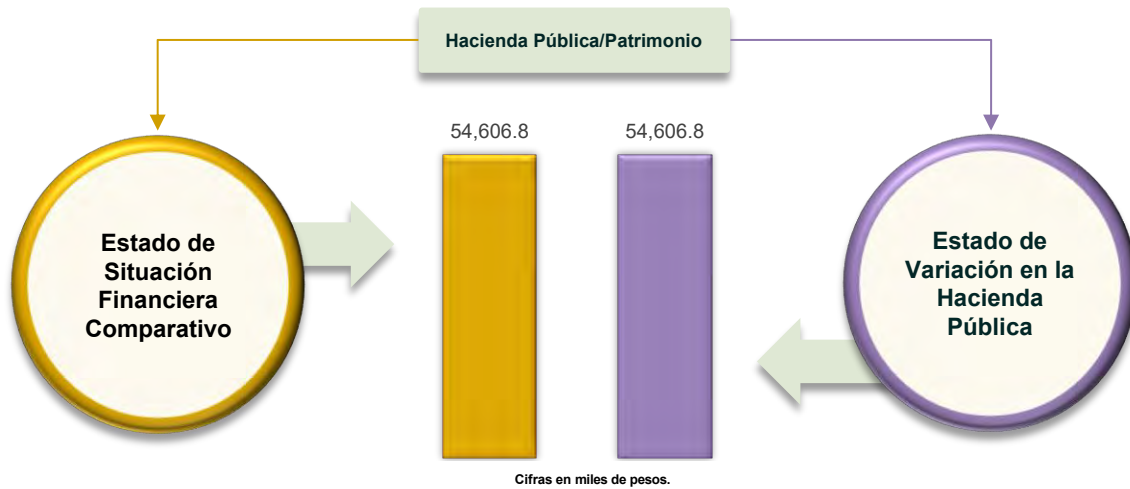 Hacienda Pública/Patrimonio
54,606.8
54,606.8
Estado de
Situación
Financiera
Comparativo
Estado de
Variación en la
Hacienda
Pública
Cifras en miles de pesos.